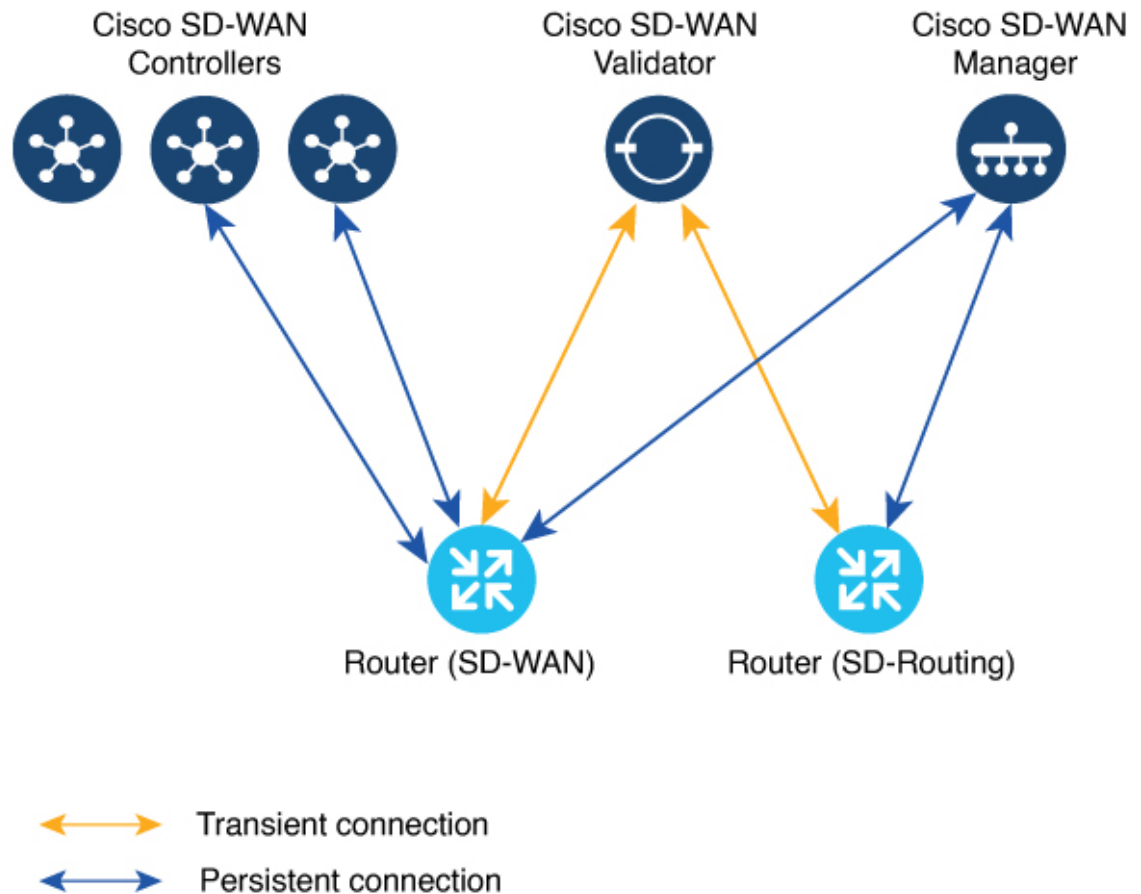 Cisco SD-WAN
Controllers
Cisco SD-WAN
Validator
Cisco SD-WAN
Manager
Router (SD-WAN)
Router (SD-Routing)
Transient connection
Persistent connection